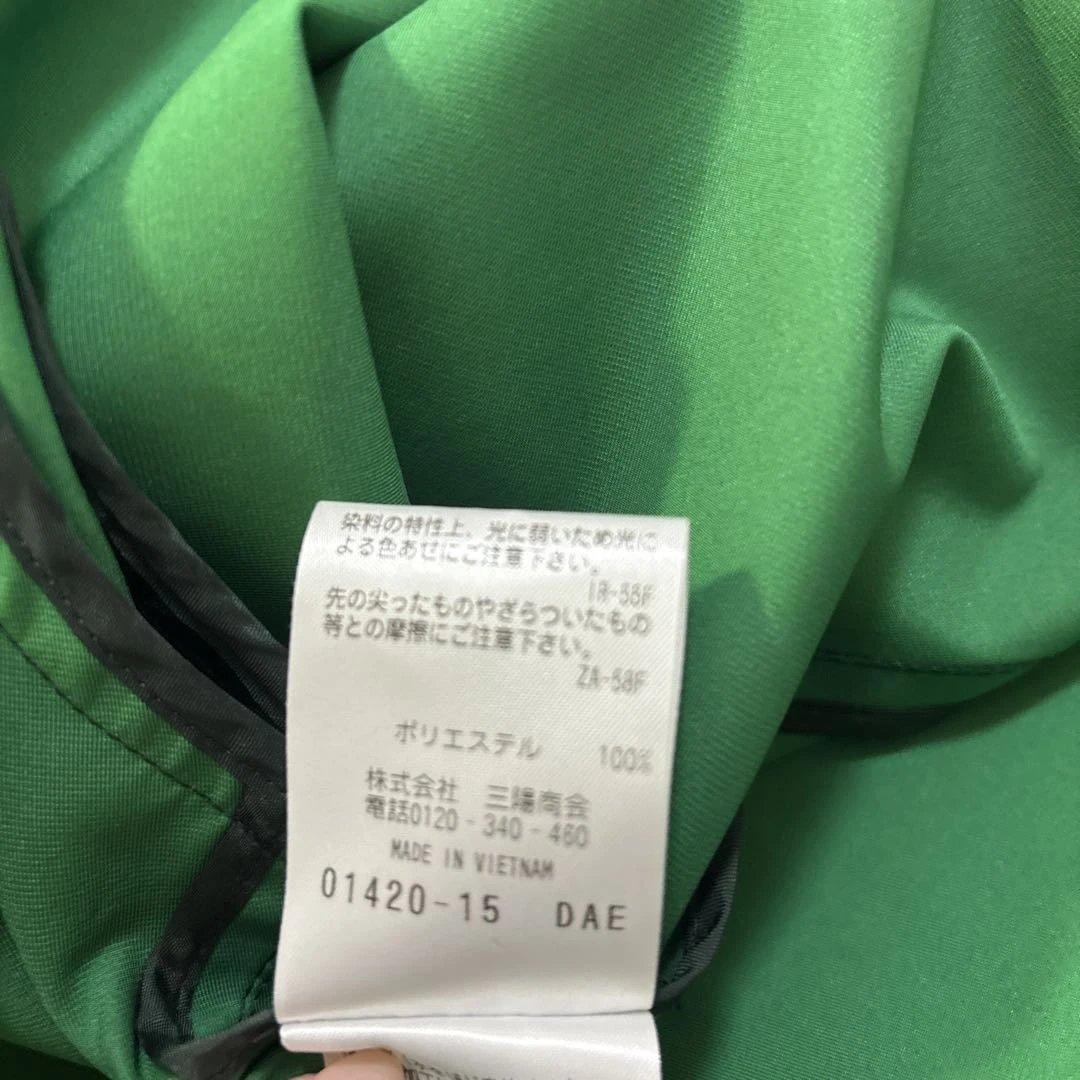 染料の特性上、光に弱いため光に
よる色あせにご注意下さい。
IR-58F
先の尖ったものやざらついたもの
等との摩擦にご注意下さい。
ZA-58F
ポリエステル 100%
株式会社 三陽商会
電話0120-340-460
MADE IN VIETNAM
01420-15 DAE